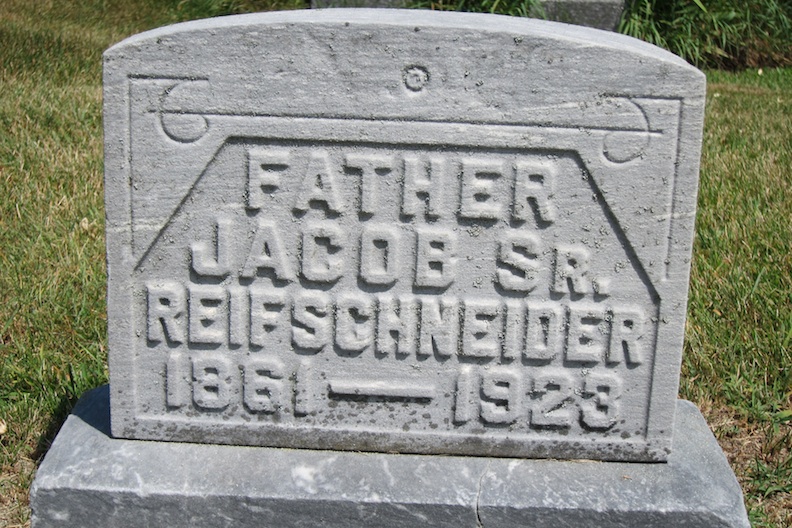 FATHER
JACOB SR.
REIFSCHNEIDER
1861 — 1923